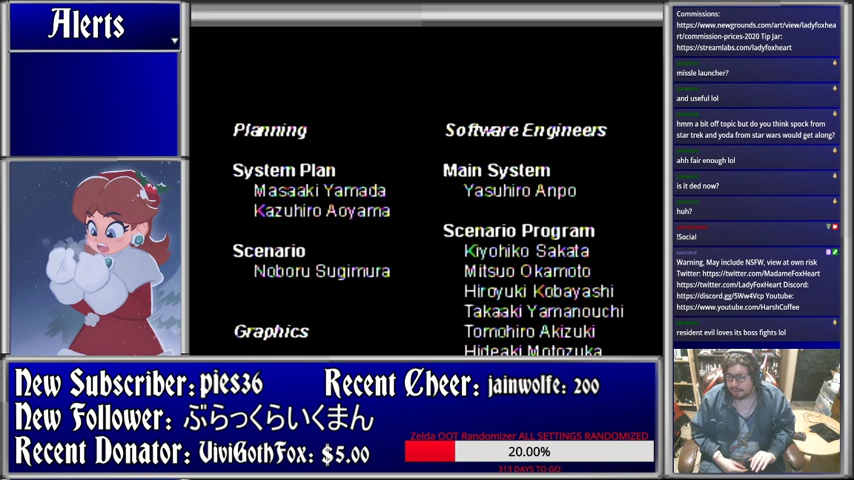 Alerts
Planning
System Plan
Masaaki Yamada
Kazuhiro Aoyama
Scenario
Noboru Sugimura
Graphics
Software Engineers
Main System
Yasuhiro Anpo
Scenario Program
Kiyohiko Sakata
Mitsuo Okamoto
Hiroyuki Kobayashi
Takaaki Yamanouchi
Tomohiro Akizuki
Hideaki Motozuka
Commissions:
https://www.newgrounds.com/art/view/ladyfoxhea
rt/commission-prices-2020 Tip Jar:
https://streamlabs.com/ladyfoxheart
missle launcher?
and useful lol
hmm a bit off topic but do you think spock from
star trek and yoda from star wars would get along?
ahh fair enough lol
is it ded now?
huh?
!Social
Warning, May include NSFW, view at own risk
Twitter: https://twitter.com/MadameFoxHeart
https://twitter.com/LadyFoxHeart Discord:
https://discord.gg/5Ww4Vcp Youtube:
https://www.youtube.com/HarshCoffee
resident evil loves its boss fights lol
New Subscriber: pies36
Recent Cheer: jainwolfe: 200
New Follower: ぶらっくらいくまん
Recent Donator: ViviGothFox: $5.00
Zelda OOT Randomizer ALL SETTINGS RANDOMIZED
20.00%
313 DAYS TO GO